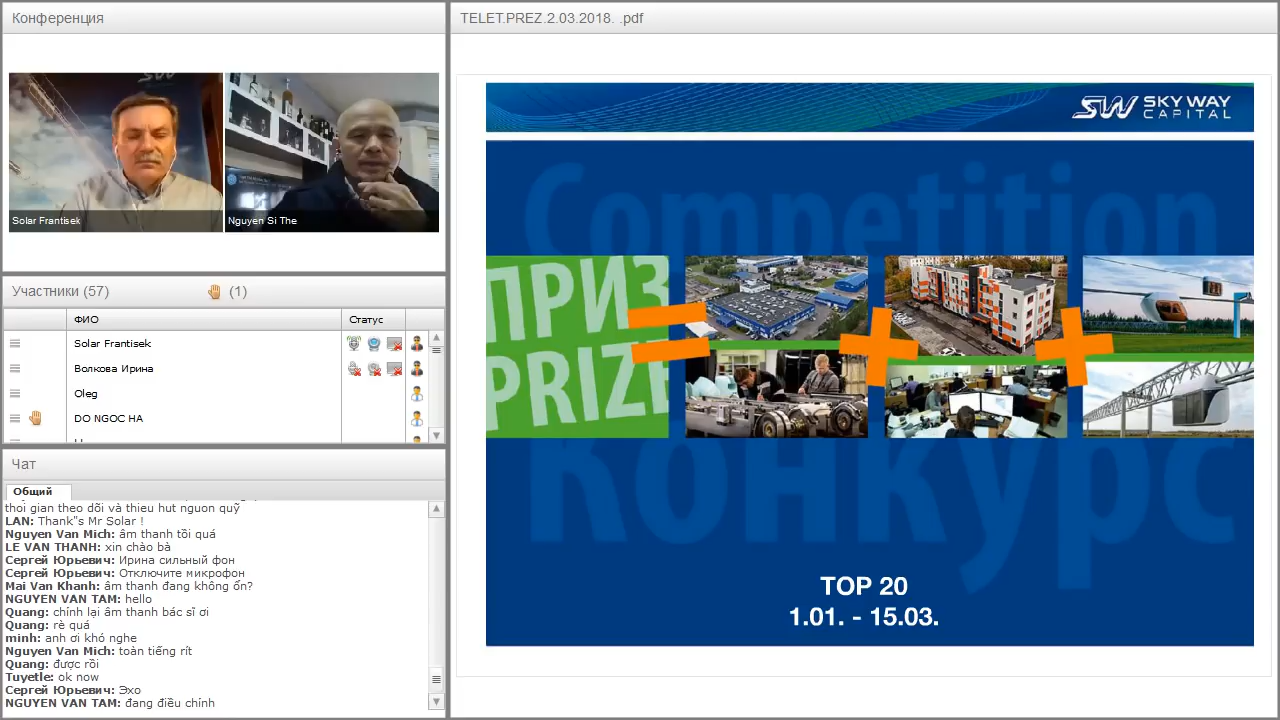 Конференция
Solar Frantisek
Nguyen Si The
Участники (57)
(1)
ФИО
Статус
Solar Frantisek
Волкова Ирина
Oleg
DO NGOC HA
Чат
Общий
thoi gian theo dõi và thieu hut nguon quỹ
LAN: Thank"s Mr Solar !
Nguyen Van Mich: âm thanh tồi quá
LE VAN THANH: xin chào bà
Сергей Юрьевич: Ирина сильный фон
Сергей Юрьевич: Отключите микрофон
Mai Van Khanh: âm thanh đang không ổn?
NGUYEN VAN TAM: hello
Quang: chính lại âm thanh bác sĩ ơi
Quang: rè quá
minh: anh ơi khó nghe
Nguyen Van Mich: toàn tiếng rít
Quang: được rồi
Tuyetle: ok now
Сергей Юрьевич: Эхо
NGUYEN VAN TAM: đang điều chính
TELET.PREZ.2.03.2018. .pdf
SW SKY WAY
CAPITAL
Competition
ПРИЗ
PRIZE
Конкурс
TOP 20
1.01. - 15.03.